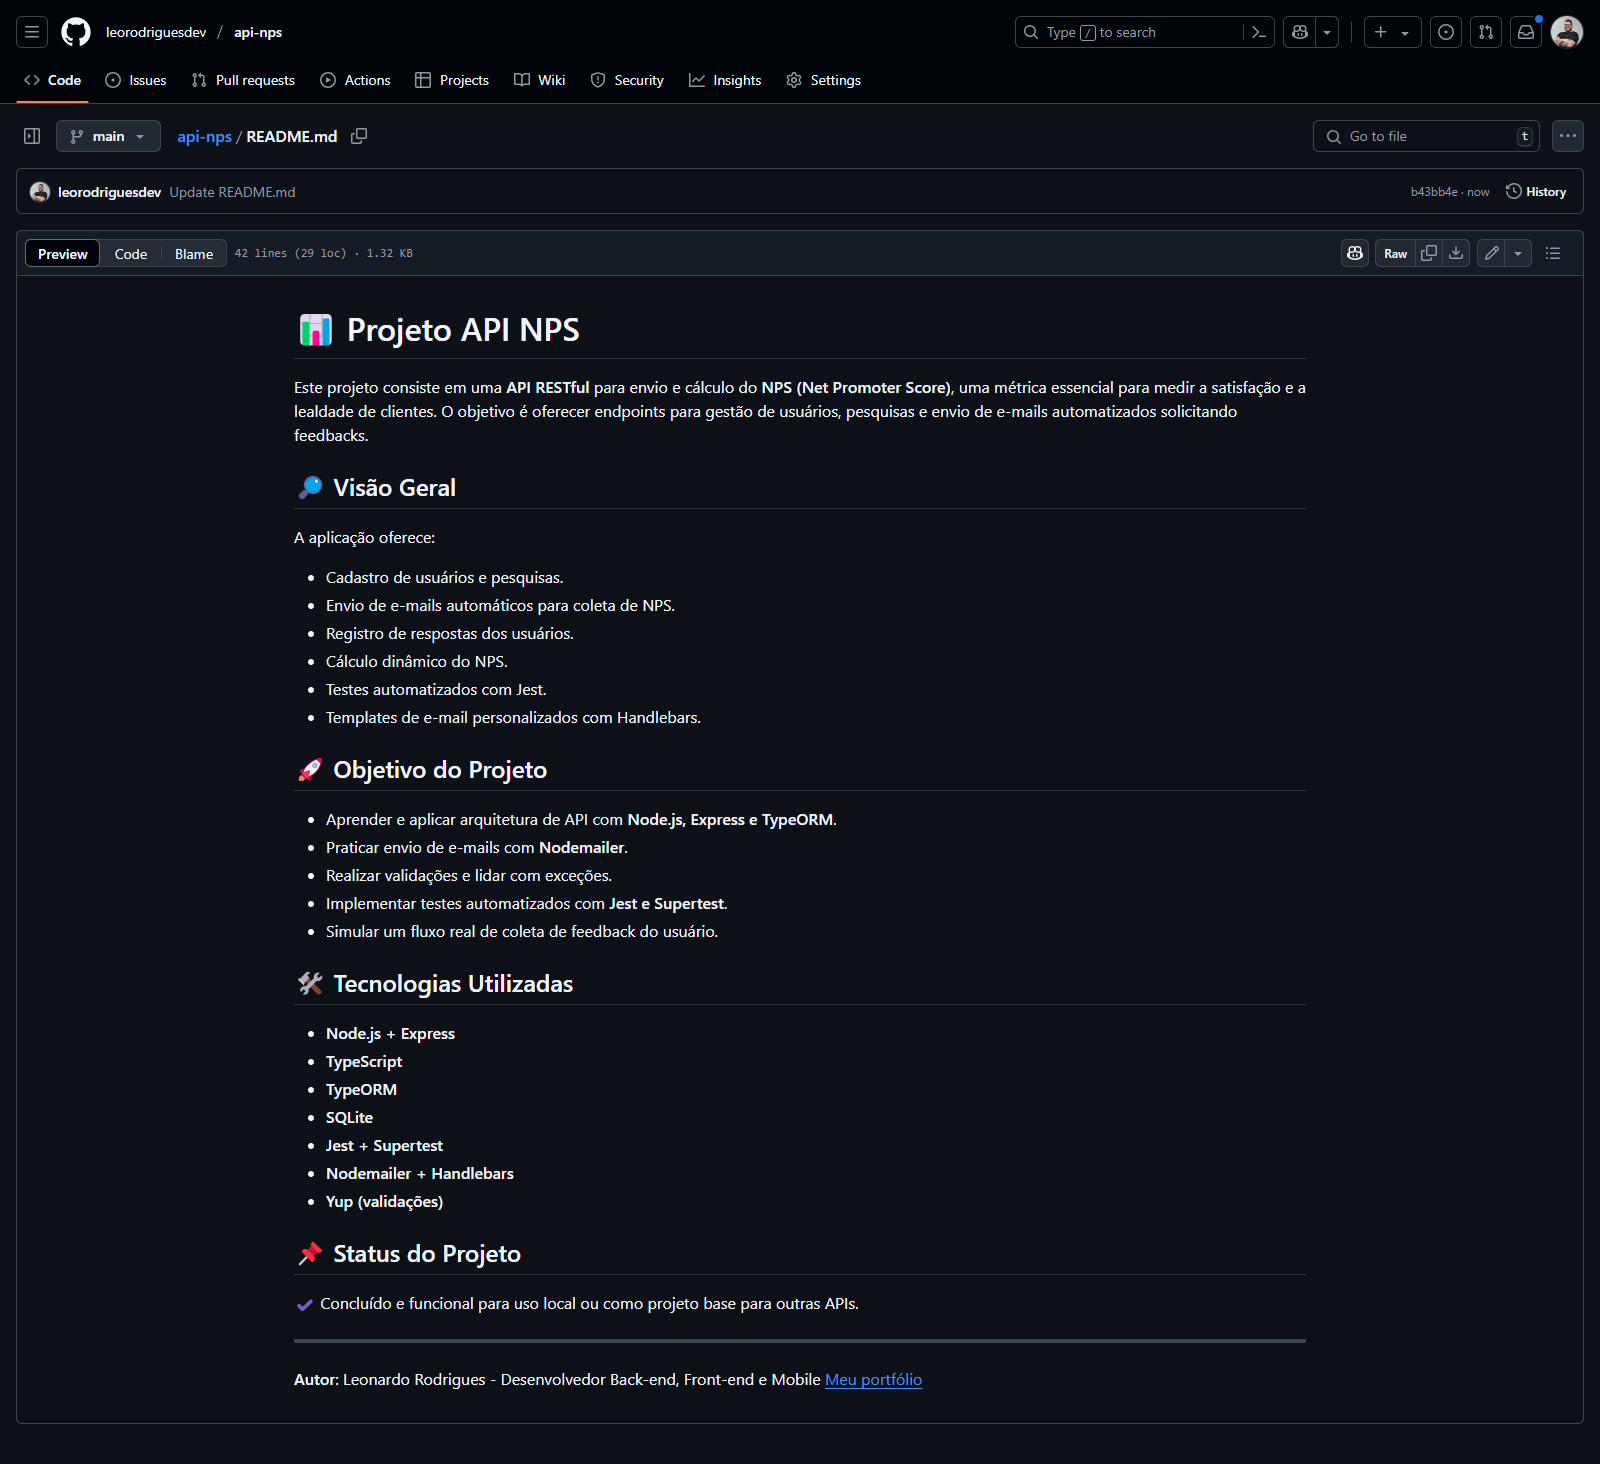 leorodriguesdev / api-nps
Type / to search
Code
Issues
Pull requests
Actions
Projects
Wiki
Security
Insights
Settings
main
api-nps / README.md
Go to file
t
leorodriguesdev Update README.md
b43bb4e · now
History
Preview
Code
Blame
42 lines (29 loc) · 1.32 KB
Raw
📊 Projeto API NPS
Este projeto consiste em uma API RESTful para envio e cálculo do NPS (Net Promoter Score), uma métrica essencial para medir a satisfação e a
lealdade de clientes. O objetivo é oferecer endpoints para gestão de usuários, pesquisas e envio de e-mails automatizados solicitando
feedbacks.
🔎 Visão Geral
A aplicação oferece:
• Cadastro de usuários e pesquisas.
• Envio de e-mails automáticos para coleta de NPS.
• Registro de respostas dos usuários.
• Cálculo dinâmico do NPS.
• Testes automatizados com Jest.
• Templates de e-mail personalizados com Handlebars.
🚀 Objetivo do Projeto
• Aprender e aplicar arquitetura de API com Node.js, Express e TypeORM.
• Praticar envio de e-mails com Nodemailer.
• Realizar validações e lidar com exceções.
• Implementar testes automatizados com Jest e Supertest.
• Simular um fluxo real de coleta de feedback do usuário.
🛠 Tecnologias Utilizadas
• Node.js + Express
• TypeScript
• TypeORM
• SQLite
• Jest + Supertest
• Nodemailer + Handlebars
• Yup (validações)
📌 Status do Projeto
✔ Concluído e funcional para uso local ou como projeto base para outras APIs.
Autor: Leonardo Rodrigues - Desenvolvedor Back-end, Front-end e Mobile Meu portfólio